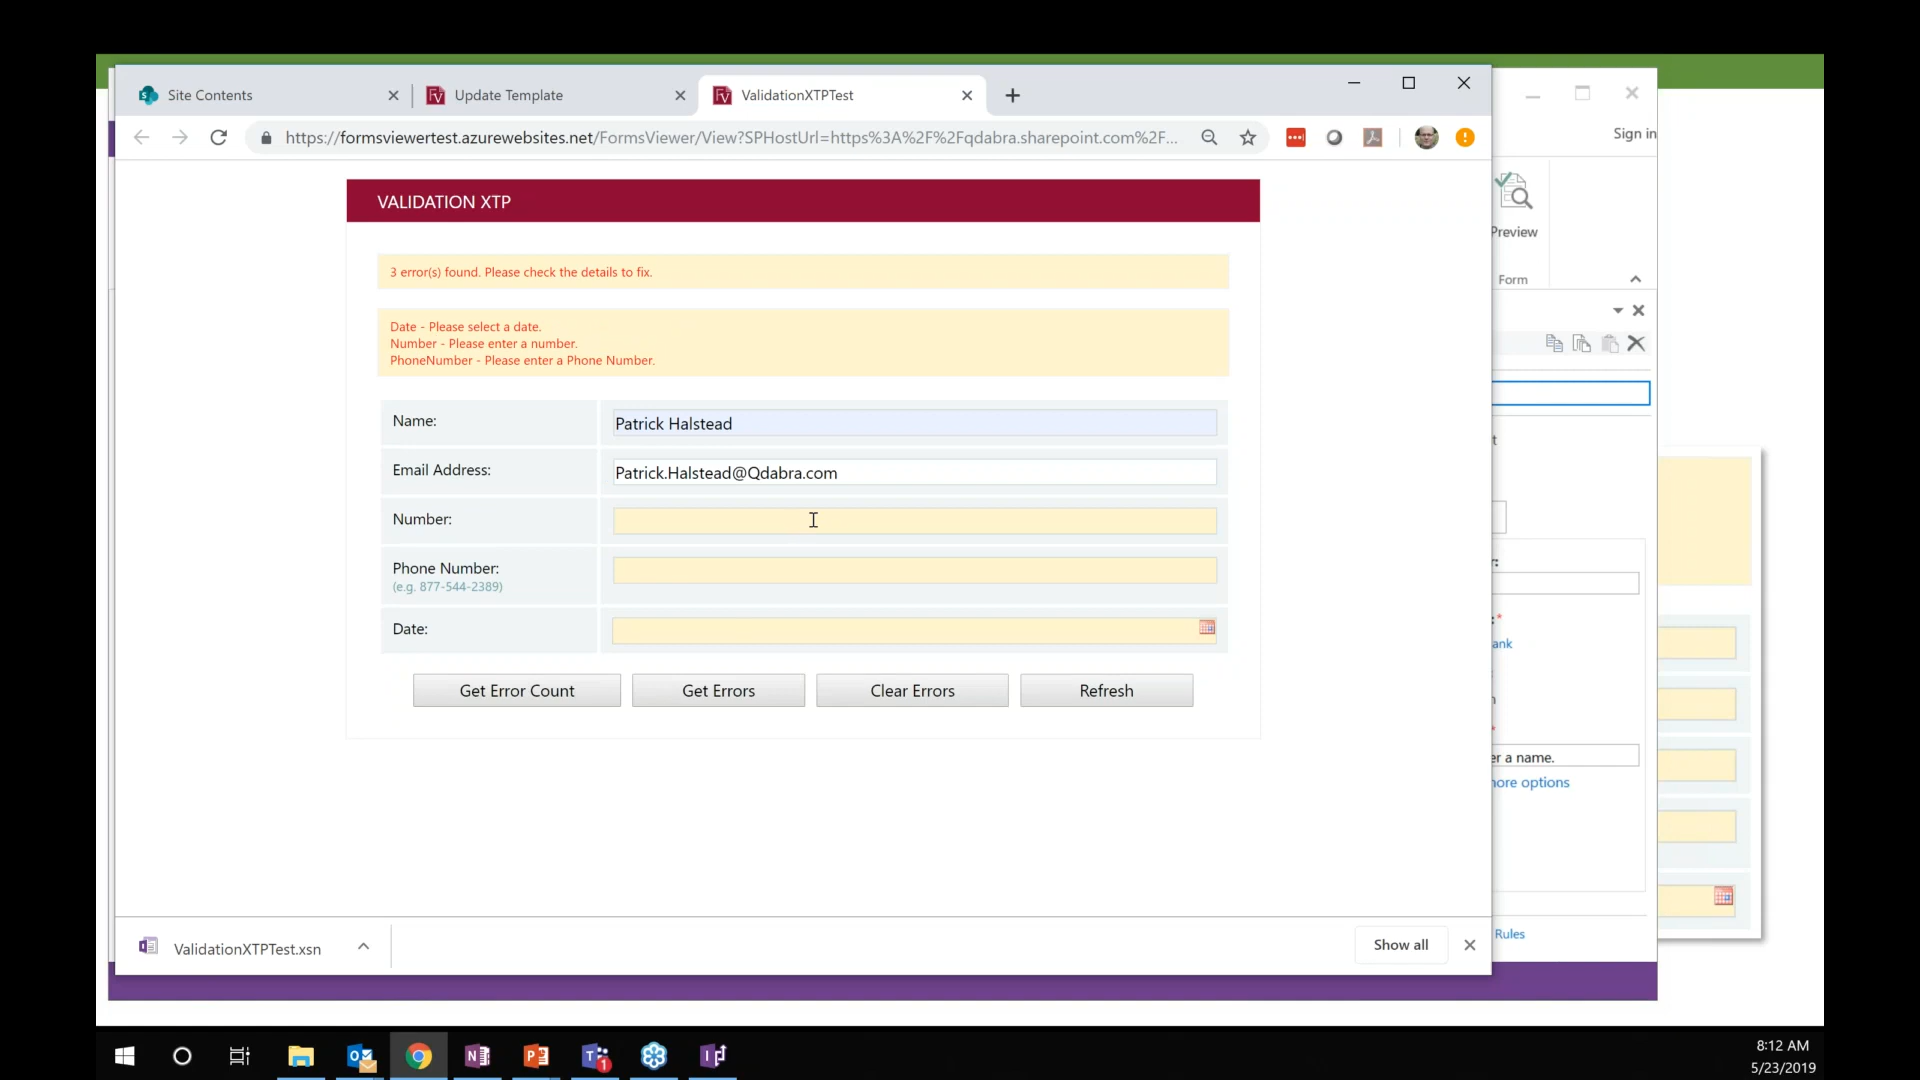 Site Contents
Update Template
ValidationXTPTest
https://formsviewertest.azurewebsites.net/FormsViewer/View?SPHostUrl=https%3A%2F%2Fqdabra.sharepoint.com%2F...
Sign in
Preview
Form
VALIDATION XTP
3 error(s) found. Please check the details to fix.
Date - Please select a date.
Number - Please enter a number.
PhoneNumber - Please enter a Phone Number.
Name:
Patrick Halstead
Email Address:
Patrick.Halstead@Qdabra.com
Number:
Phone Number:
(e.g. 877-544-2389)
Date:
Get Error Count
Get Errors
Clear Errors
Refresh
t
r:
:*
ank
n
*
er a name.
nore options
Rules
ValidationXTPTest.xsn
Show all
8:12 AM
5/23/2019